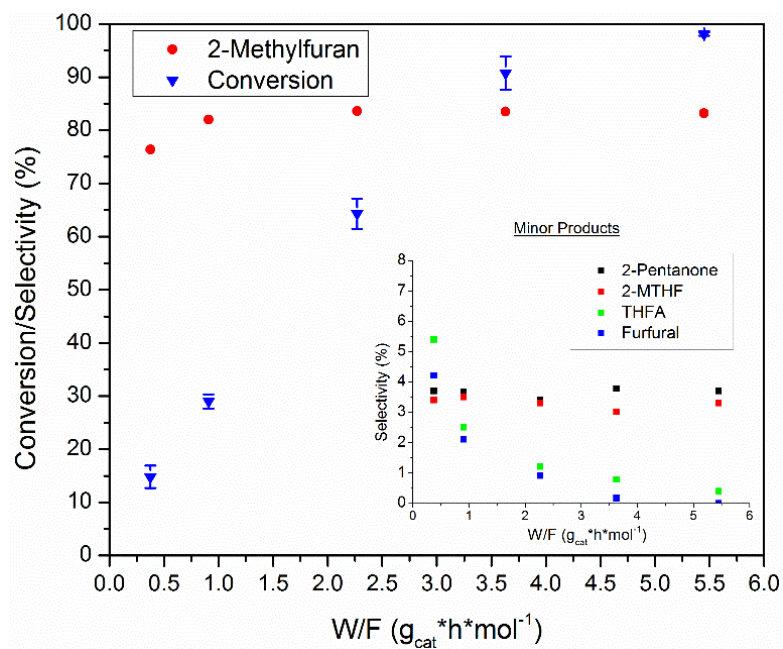 100
90
80
70
60
50
40
30
20
10
0
Conversion/Selectivity (%)
2-Methylfuran
Conversion
Minor Products
8
7
6
5
4
3
2
1
0
Selectivity (%)
2-Pentanone
2-MTHF
THFA
Furfural
0 1 2 3 4 5 6
W/F (g_cat*h*mol⁻¹)
0.0 0.5 1.0 1.5 2.0 2.5 3.0 3.5 4.0 4.5 5.0 5.5 6.0
W/F (g_cat*h*mol⁻¹)